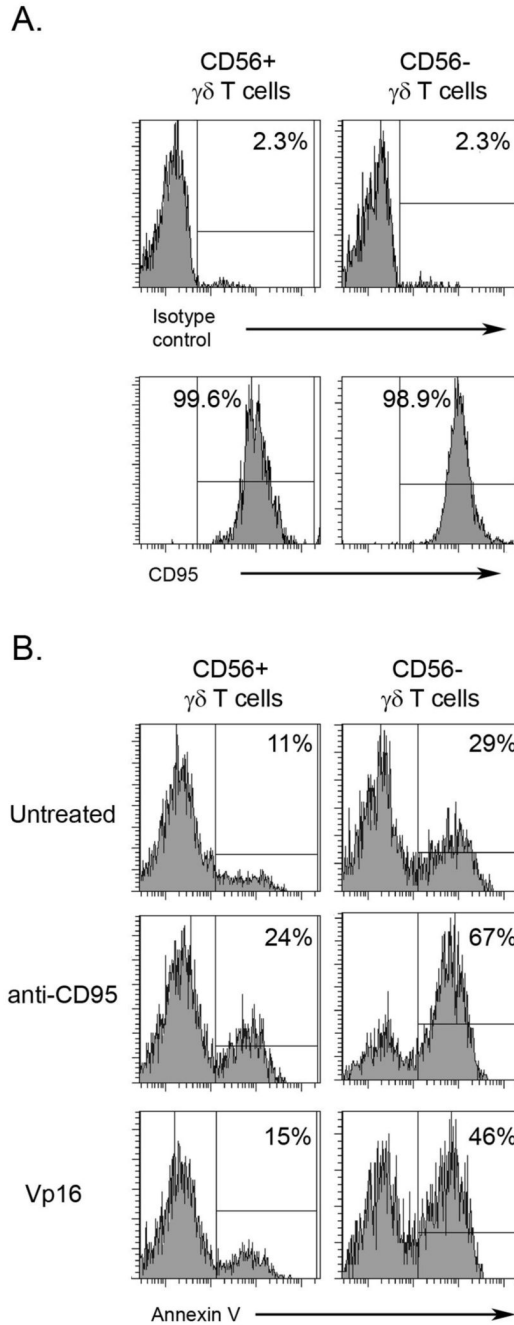 A.
CD56+ CD56-
γδ T cells γδ T cells
2.3% 2.3%
Isotype
control
99.6% 98.9%
CD95
B.
CD56+ CD56-
γδ T cells γδ T cells
11% 29%
Untreated
24% 67%
anti-CD95
15% 46%
Vp16
Annexin V